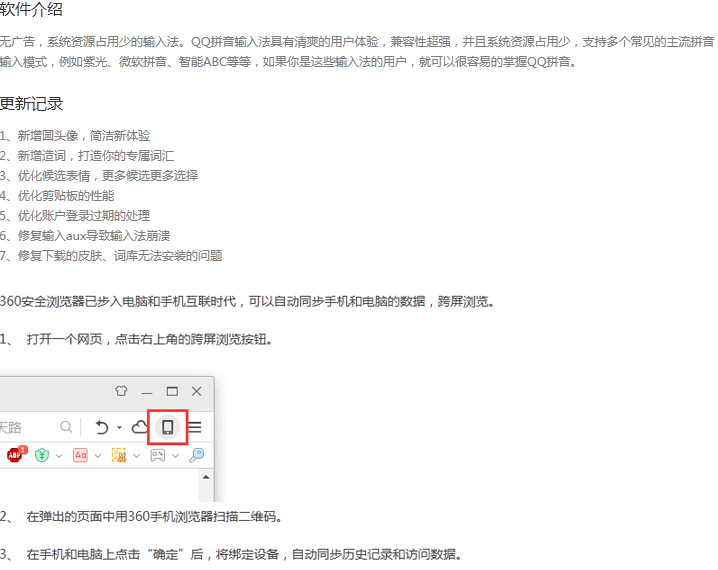 软件介绍
无广告，系统资源占用少的输入法。QQ拼音输入法具有清爽的用户体验，兼容性超强，并且系统资源占用少，支持多个常见的主流拼音
输入模式，例如紫光、微软拼音、智能ABC等等，如果你是这些输入法的用户，就可以很容易的掌握QQ拼音。
更新记录
1、新增圆头像，简洁新体验
2、新增造词，打造你的专属词汇
3、优化候选表情，更多候选更多选择
4、优化剪贴板的性能
5、优化账户登录过期的处理
6、修复输入aux导致输入法崩溃
7、修复下载的皮肤、词库无法安装的问题
360安全浏览器已步入电脑和手机互联时代，可以自动同步手机和电脑的数据，跨屏浏览。
1、 打开一个网页，点击右上角的跨屏浏览按钮。
天路
ABP 1 ¥ Aa
2、 在弹出的页面中用360手机浏览器扫描二维码。
3、 在手机和电脑上点击“确定”后，将绑定设备，自动同步历史记录和访问数据。